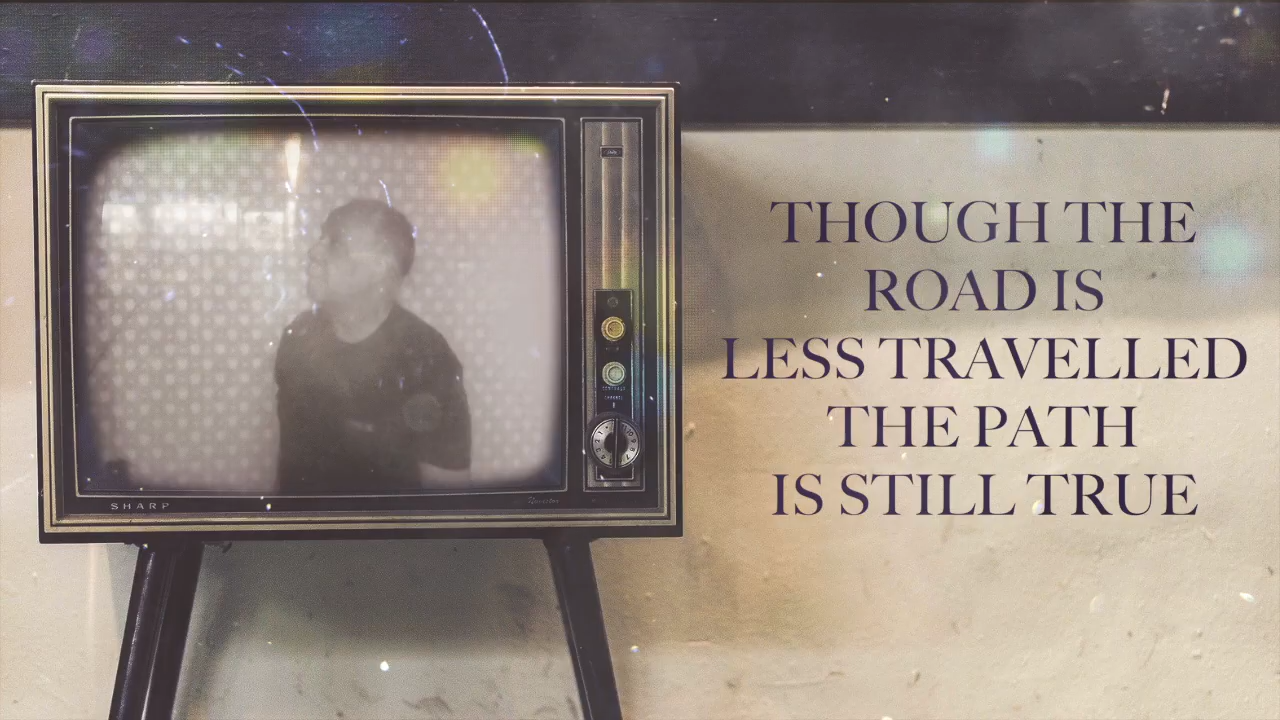 THOUGH THE
ROAD IS
LESS TRAVELLED
THE PATH
IS STILL TRUE
SHARP